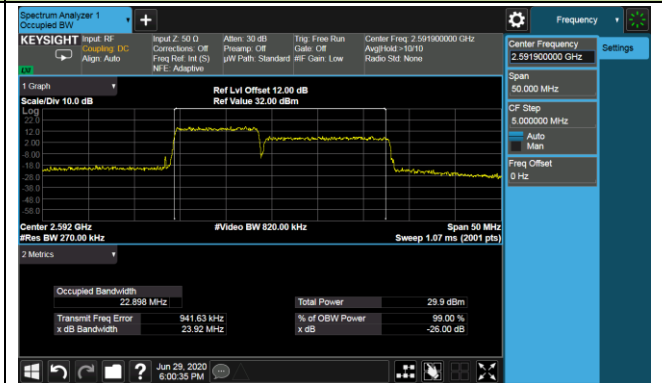 Spectrum Analyzer 1
Occupied BW
Frequency
KEYSIGHT
Input: RF
Coupling: DC
Align: Auto
Input Z: 50 Ω
Corrections: Off
Freq Ref: Int (S)
NFE: Adaptive
Atten: 30 dB
Preamp: Off
µW Path: Standard
Trig: Free Run
Gate: Off
#IF Gain: Low
Center Freq: 2.591900000 GHz
Avg|Hold:>10/10
Radio Std: None
Center Frequency
2.591900000 GHz
Settings
Span
50.000 MHz
CF Step
5.000000 MHz
Auto
Man
Freq Offset
0 Hz
1 Graph
Scale/Div 10.0 dB
Ref Lvl Offset 12.00 dB
Ref Value 32.00 dBm
Log
22.0
12.0
2.00
-8.00
-18.0
-28.0
-38.0
-48.0
-58.0
Center 2.592 GHz
#Video BW 820.00 kHz
Span 50 MHz
#Res BW 270.00 kHz
Sweep 1.07 ms (2001 pts)
2 Metrics
Occupied Bandwidth
22.898 MHz
Total Power 29.9 dBm
Transmit Freq Error 941.63 kHz
% of OBW Power 99.00 %
x dB Bandwidth 23.92 MHz
x dB -26.00 dB
Jun 29, 2020
6:00:35 PM